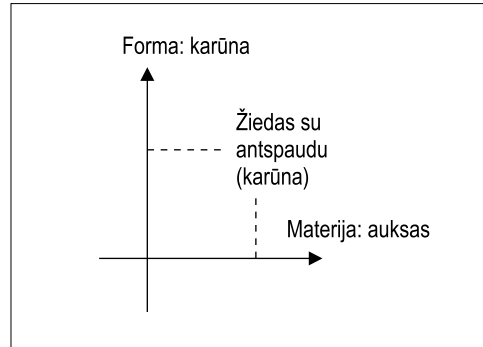 Forma: karūna
Žiedas su
antspaudu
(karūna)
Materija: auksas